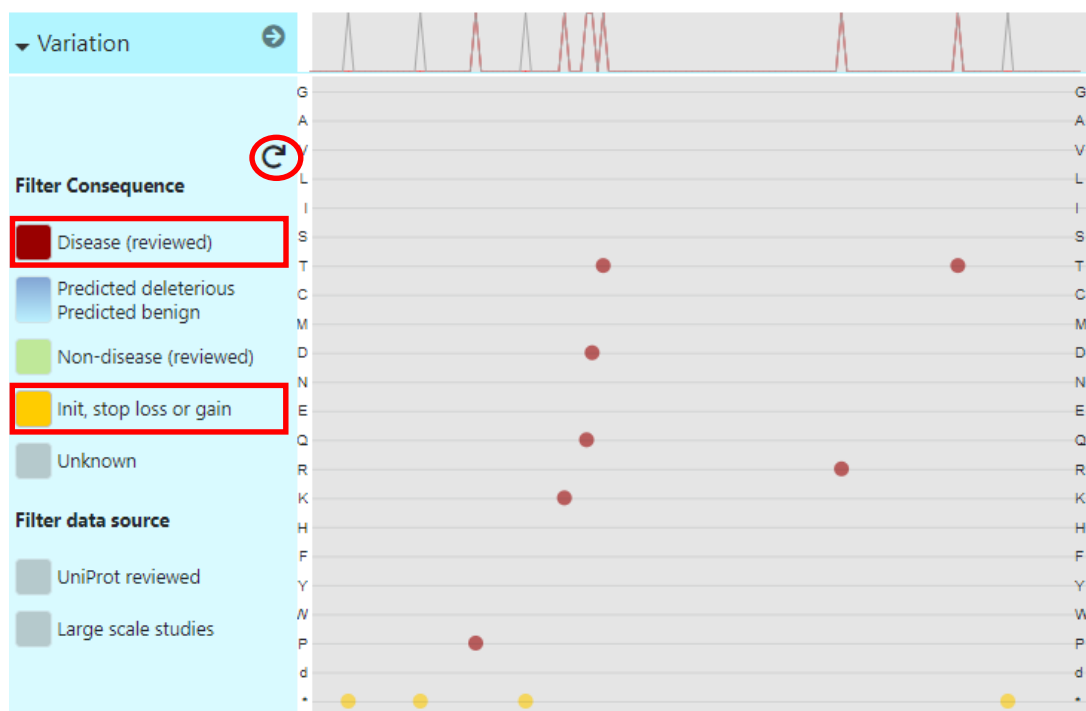 Variation
G G
A A
V V
L L
Filter Consequence
I I
S S
Disease (reviewed)
T T
Predicted deleterious
C C
Predicted benign
M M
Non-disease (reviewed)
D D
N N
Init, stop loss or gain
E E
Q Q
Unknown
R R
K K
Filter data source
H H
F F
UniProt reviewed
Y Y
W W
Large scale studies
P P
d d
* *